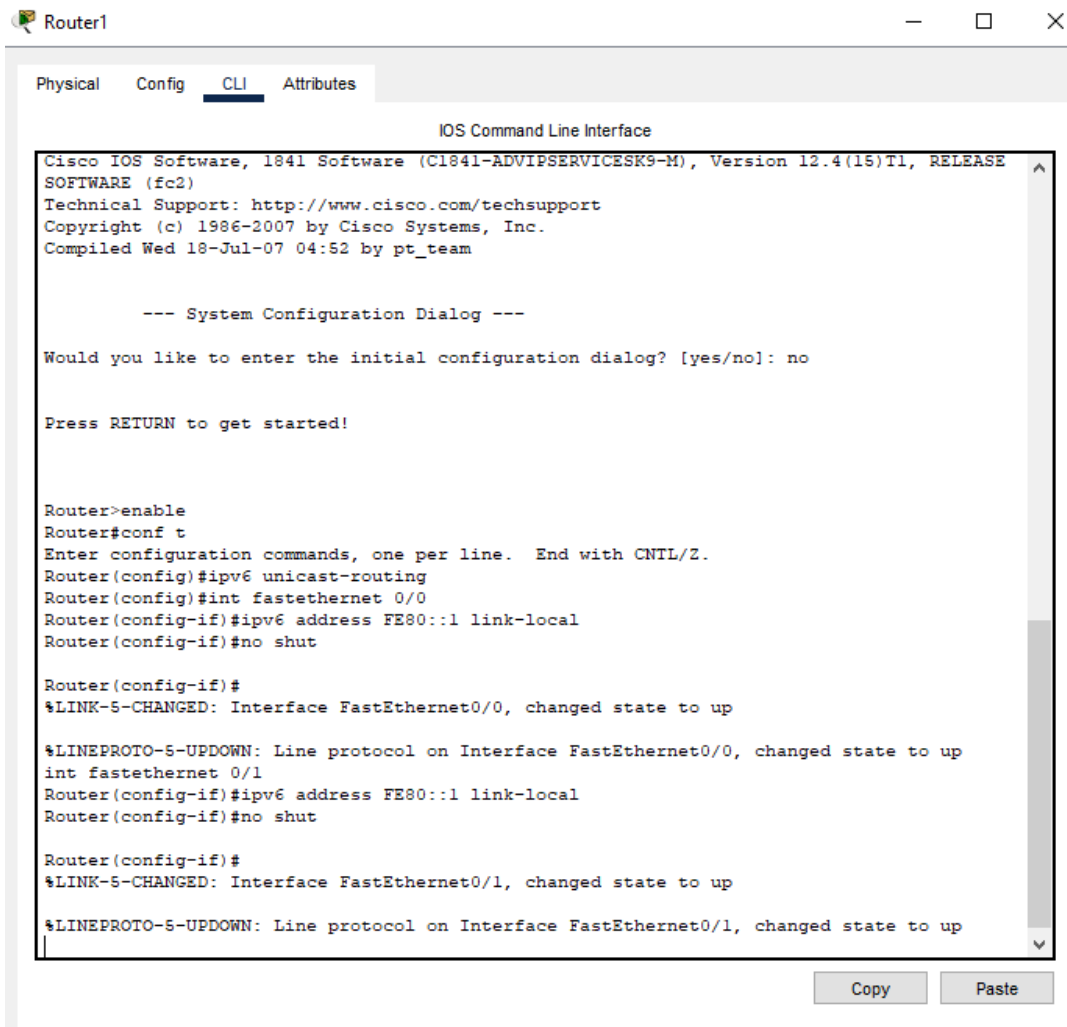 Router1
Physical Config CLI Attributes
IOS Command Line Interface
Cisco IOS Software, 1841 Software (C1841-ADVIPSERVICESK9-M), Version 12.4(15)T1, RELEASE
SOFTWARE (fc2)
Technical Support: http://www.cisco.com/techsupport
Copyright (c) 1986-2007 by Cisco Systems, Inc.
Compiled Wed 18-Jul-07 04:52 by pt_team
--- System Configuration Dialog ---
Would you like to enter the initial configuration dialog? [yes/no]: no
Press RETURN to get started!
Router>enable
Router#conf t
Enter configuration commands, one per line.  End with CNTL/Z.
Router(config)#ipv6 unicast-routing
Router(config)#int fastethernet 0/0
Router(config-if)#ipv6 address FE80::1 link-local
Router(config-if)#no shut
Router(config-if)#
%LINK-5-CHANGED: Interface FastEthernet0/0, changed state to up
%LINEPROTO-5-UPDOWN: Line protocol on Interface FastEthernet0/0, changed state to up
int fastethernet 0/1
Router(config-if)#ipv6 address FE80::1 link-local
Router(config-if)#no shut
Router(config-if)#
%LINK-5-CHANGED: Interface FastEthernet0/1, changed state to up
%LINEPROTO-5-UPDOWN: Line protocol on Interface FastEthernet0/1, changed state to up
Copy Paste